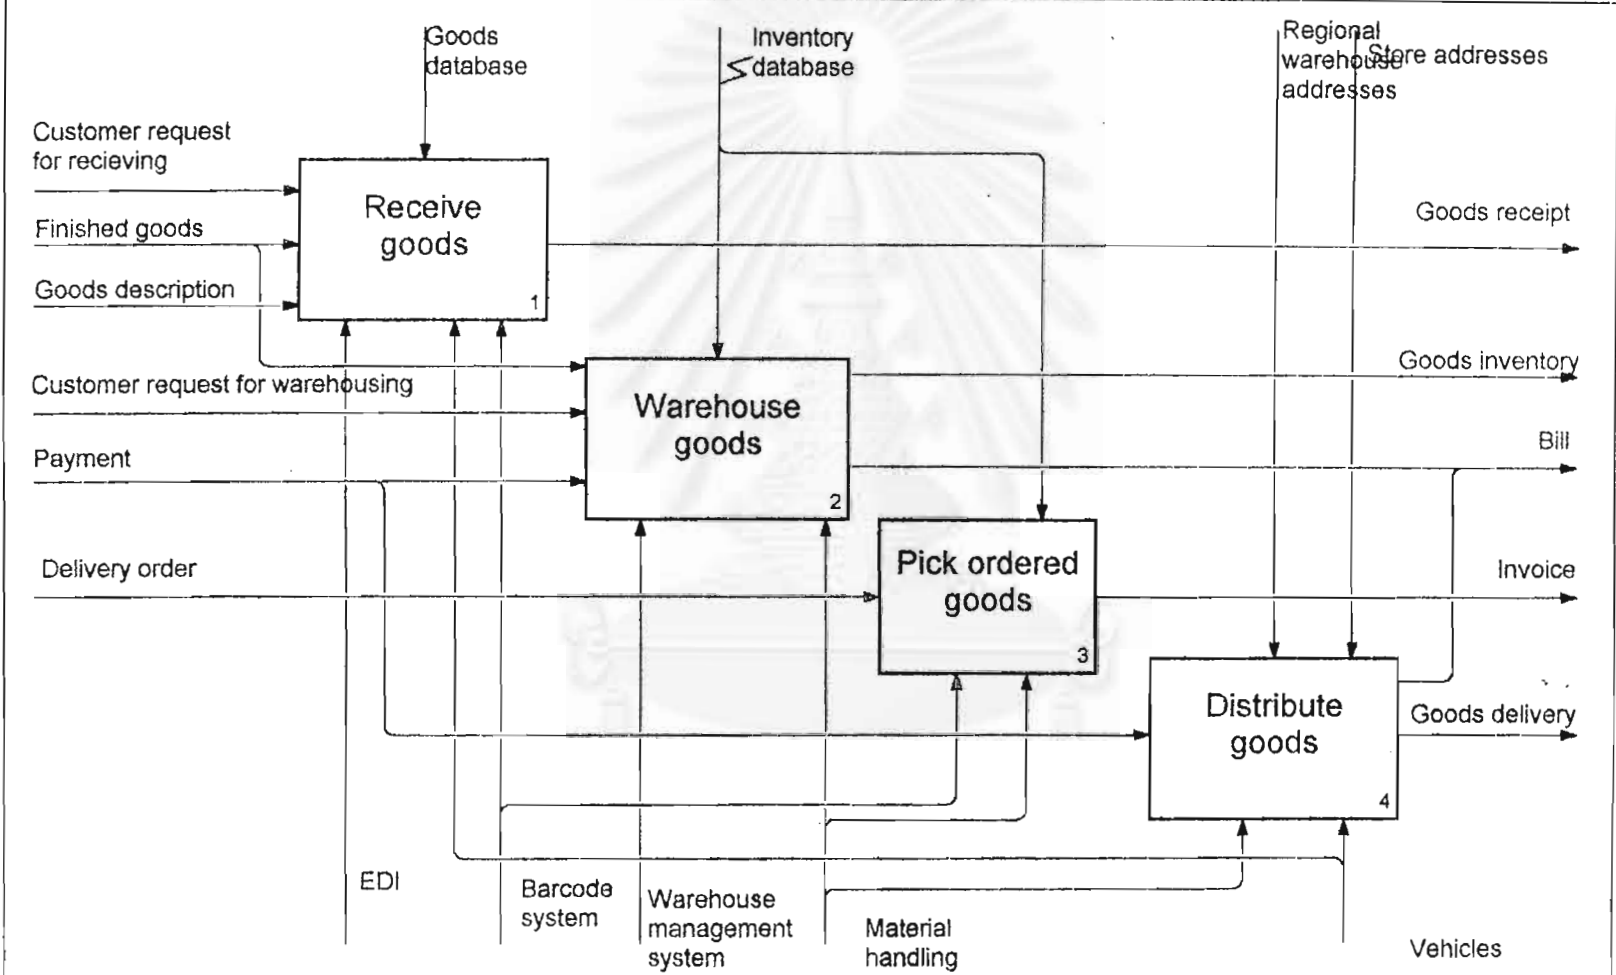 Goods
database
Inventory
database
Regional
warehouse
addresses
Store addresses
Customer request
for recieving
Finished goods
Goods description
Receive
goods
1
Goods receipt
Customer request for warehousing
Payment
Warehouse
goods
2
Goods inventory
Bill
Delivery order
Pick ordered
goods
3
Invoice
Distribute
goods
4
Goods delivery
EDI
Barcode
system
Warehouse
management
system
Material
handling
Vehicles